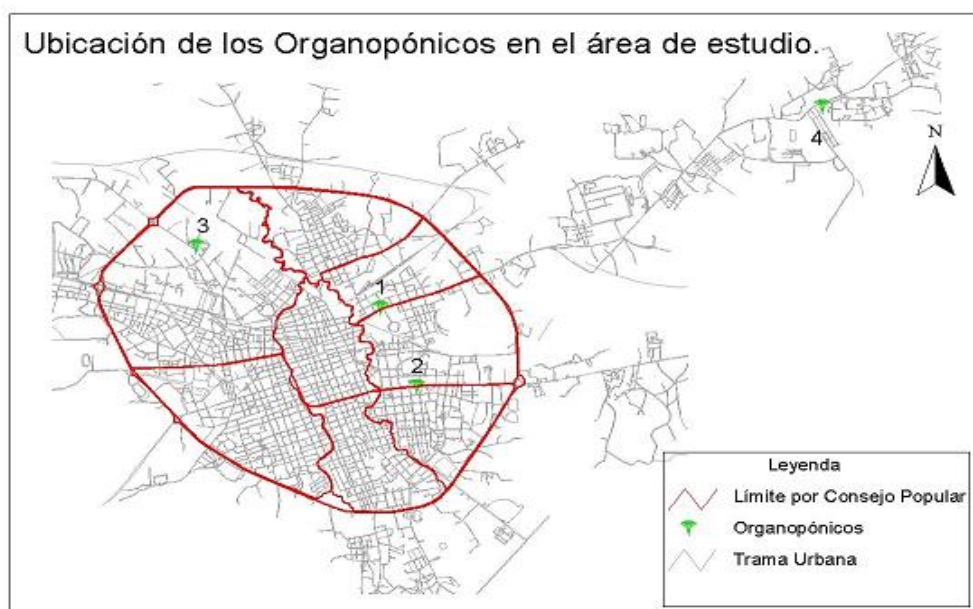 Ubicación de los Organopónicos en el área de estudio.
4
N
3
1
2
Leyenda
Límite por Consejo Popular
Organopónicos
Trama Urbana